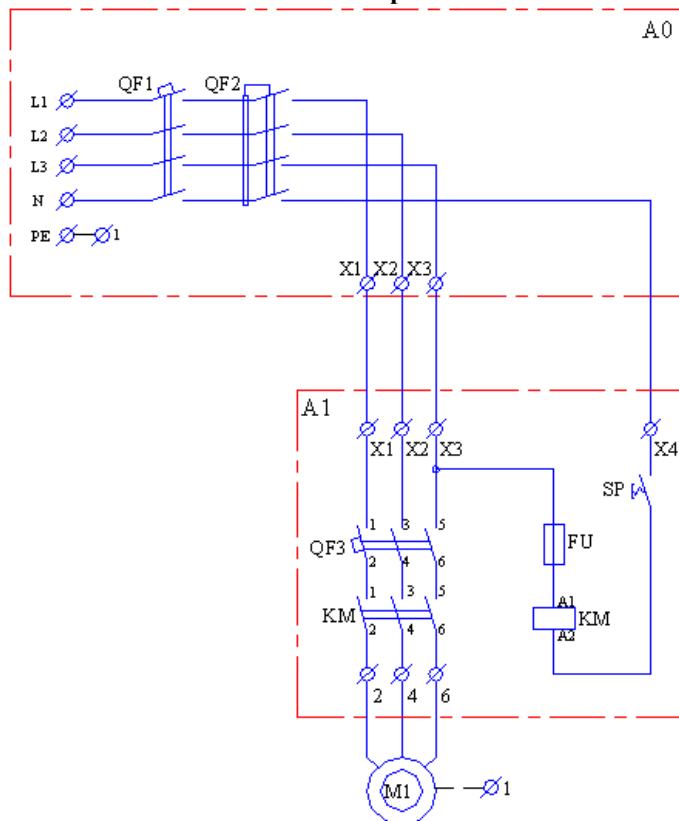 A0
QF1 QF2
L1
L2
L3
N
PE 1
X1 X2 X3
A1
X1 X2 X3 X4
SP
1 3 5
QF3 FU
2 4 6
1 3 5
A1
KM KM
2 4 6
A2
2 4 6
M1 1